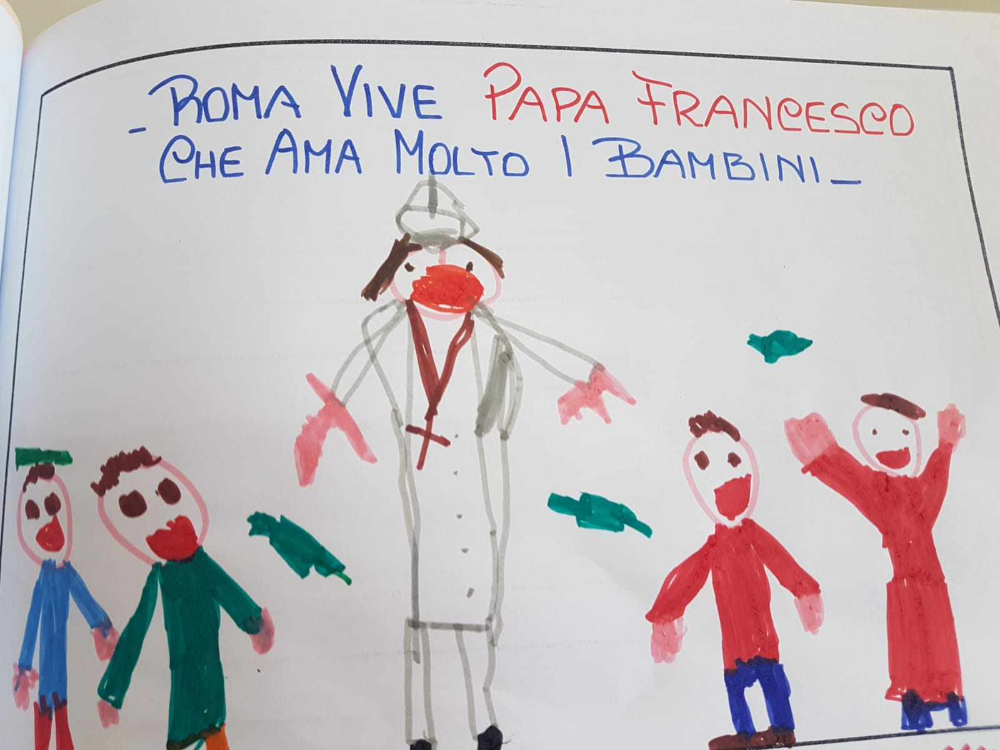 _ ROMA VIVE PAPA FRANCESCO
CHE AMA MOLTO I BAMBINI _